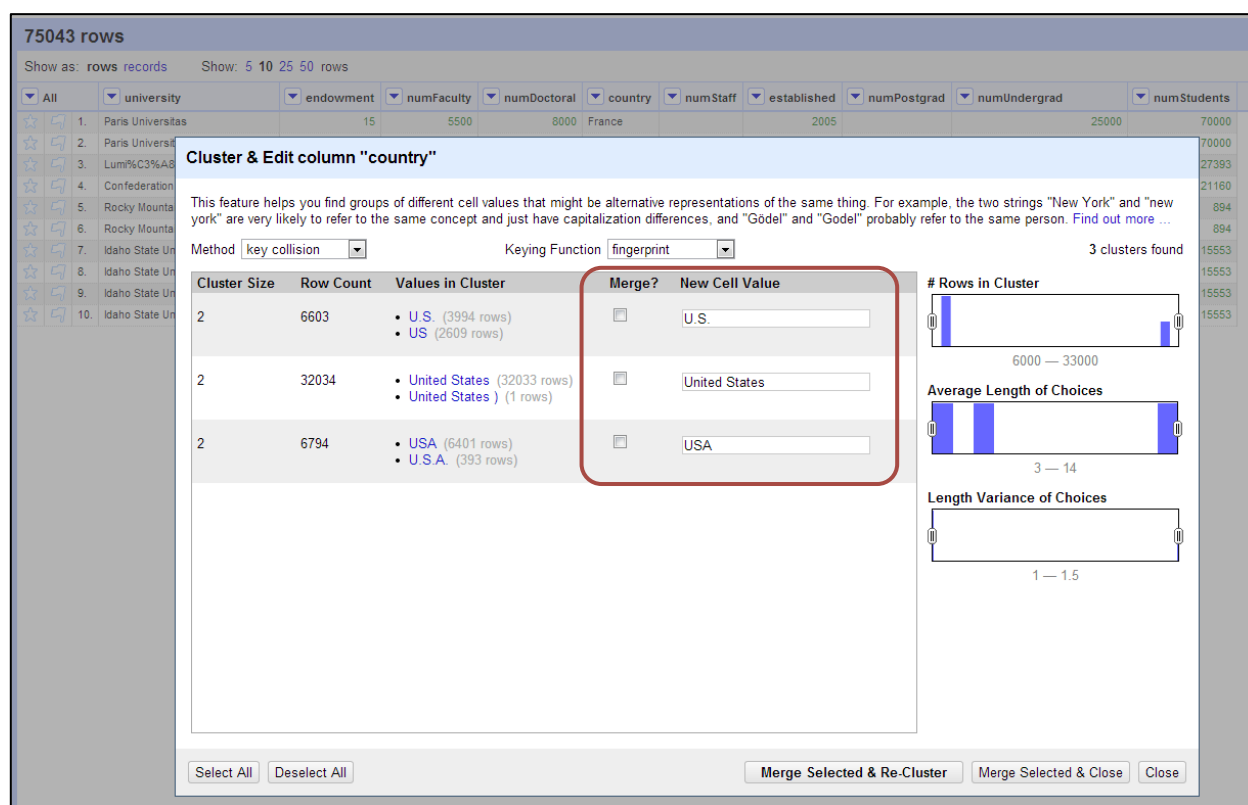 75043 rows
Show as: rows records Show: 5 10 25 50 rows
All university endowment numFaculty numDoctoral country numStaff established numPostgrad numUndergrad numStudents
1. Paris Universitas 15 5500 8000 France 2005 25000 70000
2. Paris Universit 70000
3. Lumi%C3%A8 27393
4. Confederation 21160
5. Rocky Mounta 894
6. Rocky Mounta 894
7. Idaho State Un 15553
8. Idaho State Un 15553
9. Idaho State Un 15553
10. Idaho State Un 15553
Cluster & Edit column "country"
This feature helps you find groups of different cell values that might be alternative representations of the same thing. For example, the two strings "New York" and "new
york" are very likely to refer to the same concept and just have capitalization differences, and "Gödel" and "Godel" probably refer to the same person. Find out more ...
Method key collision Keying Function fingerprint 3 clusters found
Cluster Size Row Count Values in Cluster Merge? New Cell Value
2 6603 • U.S. (3994 rows) U.S.
• US (2609 rows)
2 32034 • United States (32033 rows) United States
• United States ) (1 rows)
2 6794 • USA (6401 rows) USA
• U.S.A. (393 rows)
# Rows in Cluster
6000 — 33000
Average Length of Choices
3 — 14
Length Variance of Choices
1 — 1.5
Select All Deselect All Merge Selected & Re-Cluster Merge Selected & Close Close